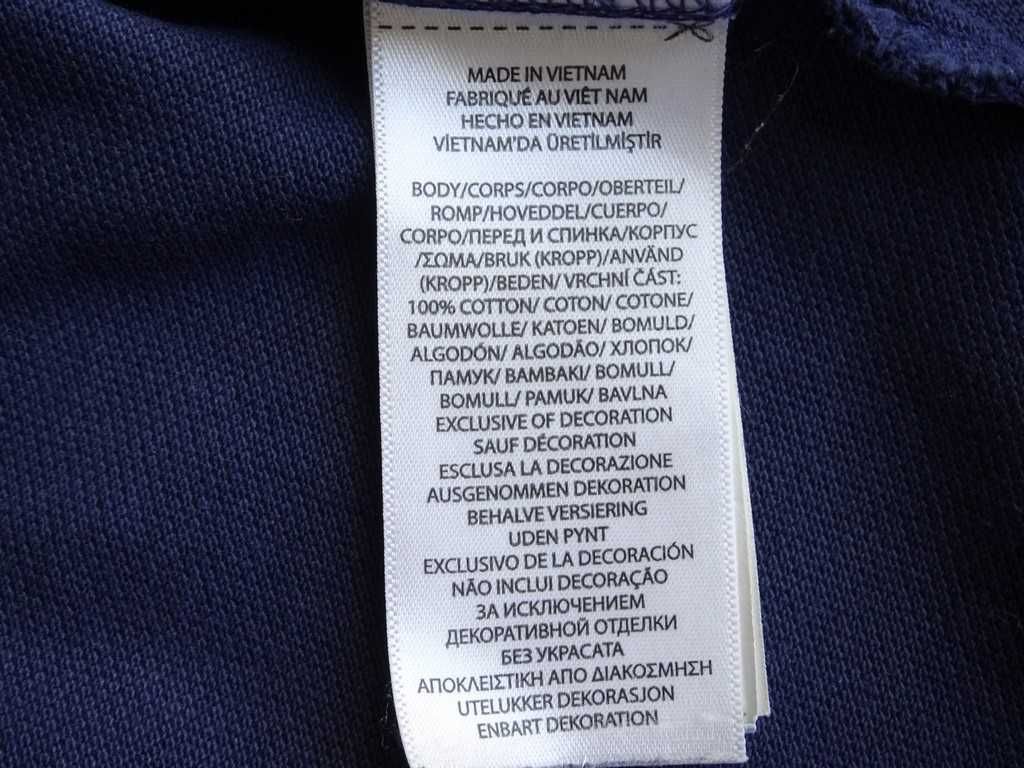 MADE IN VIETNAM
FABRIQUÉ AU VIÊT NAM
HECHO EN VIETNAM
VİETNAM'DA ÜRETİLMİŞTİR
BODY/CORPS/CORPO/OBERTEIL/
ROMP/HOVEDDEL/CUERPO/
CORPO/ПЕРЕД И СПИНКА/КОРПУС
/ΣΩΜΑ/BRUK (KROPP)/ANVÄND
(KROPP)/BEDEN/ VRCHNÍ ČÁST:
100% COTTON/ COTON/ COTONE/
BAUMWOLLE/ KATOEN/ BOMULD/
ALGODÓN/ ALGODÃO/ ХЛОПОК/
ПАМУК/ BAMBAKI/ BOMULL/
BOMULL/ PAMUK/ BAVLNA
EXCLUSIVE OF DECORATION
SAUF DÉCORATION
ESCLUSA LA DECORAZIONE
AUSGENOMMEN DEKORATION
BEHALVE VERSIERING
UDEN PYNT
EXCLUSIVO DE LA DECORACIÓN
NÃO INCLUI DECORAÇÃO
ЗА ИСКЛЮЧЕНИЕМ
ДЕКОРАТИВНОЙ ОТДЕЛКИ
БЕЗ УКРАСАТА
ΑΠΟΚΛΕΙΣΤΙΚΗ ΑΠΟ ΔΙΑΚΟΣΜΗΣΗ
UTELUKKER DEKORASJON
ENBART DEKORATION